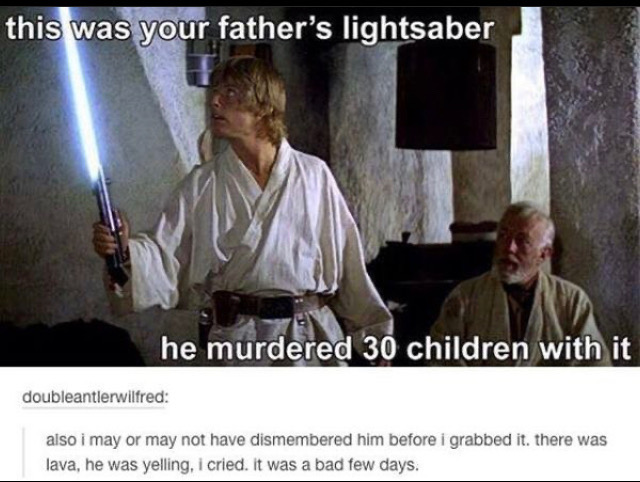 this was your father's lightsaber
he murdered 30 children with it
doubleantlerwilfred:
also i may or may not have dismembered him before i grabbed it. there was
lava, he was yelling, i cried. it was a bad few days.